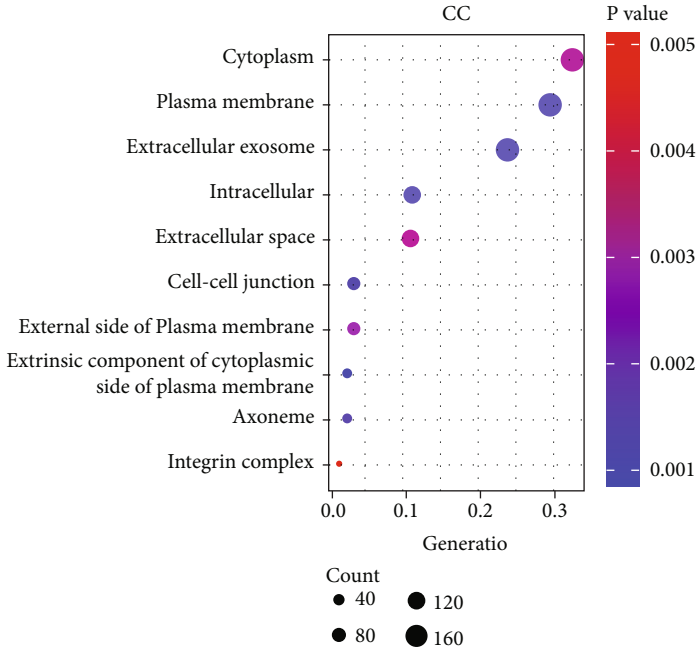 CC
P value
Cytoplasm
Plasma membrane
Extracellular exosome
Intracellular
Extracellular space
Cell-cell junction
External side of Plasma membrane
Extrinsic component of cytoplasmic
side of plasma membrane
Axoneme
Integrin complex
0.005
0.004
0.003
0.002
0.001
0.0 0.1 0.2 0.3
Generatio
Count
40 120
80 160